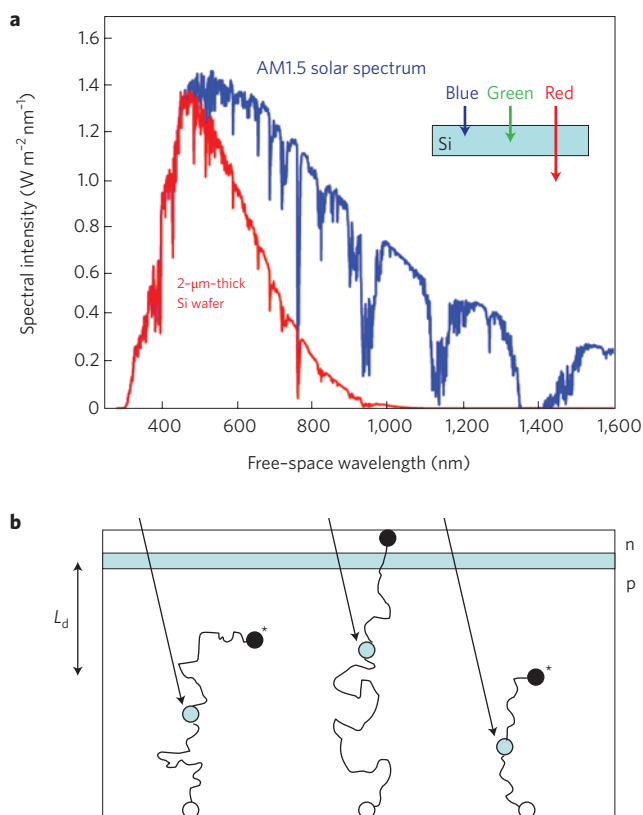 a
1.6
1.4
1.2
1.0
0.8
0.6
0.4
0.2
0
Spectral intensity (W m⁻² nm⁻¹)
AM1.5 solar spectrum
Blue Green Red
Si
2-μm-thick
Si wafer
400 600 800 1,000 1,200 1,400 1,600
Free-space wavelength (nm)
b
n
p
L_d
*
*